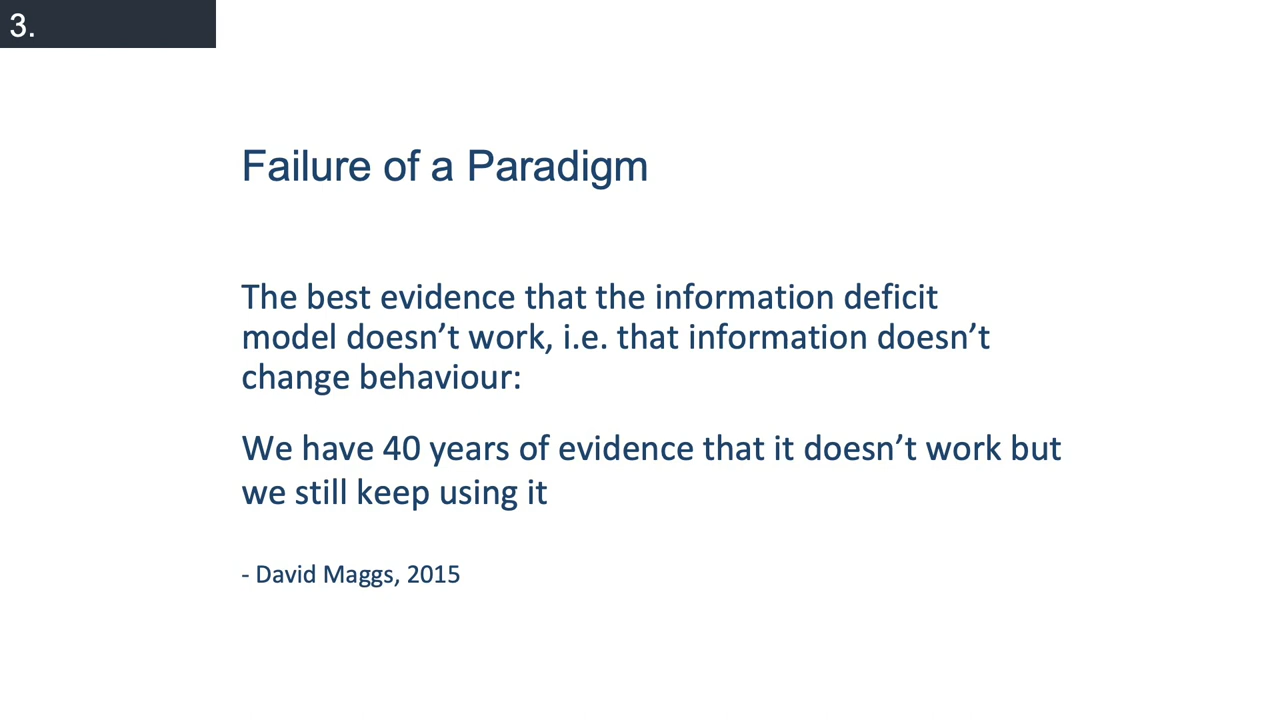 3.
Failure of a Paradigm
The best evidence that the information deficit
model doesn’t work, i.e. that information doesn’t
change behaviour:
We have 40 years of evidence that it doesn’t work but
we still keep using it
- David Maggs, 2015